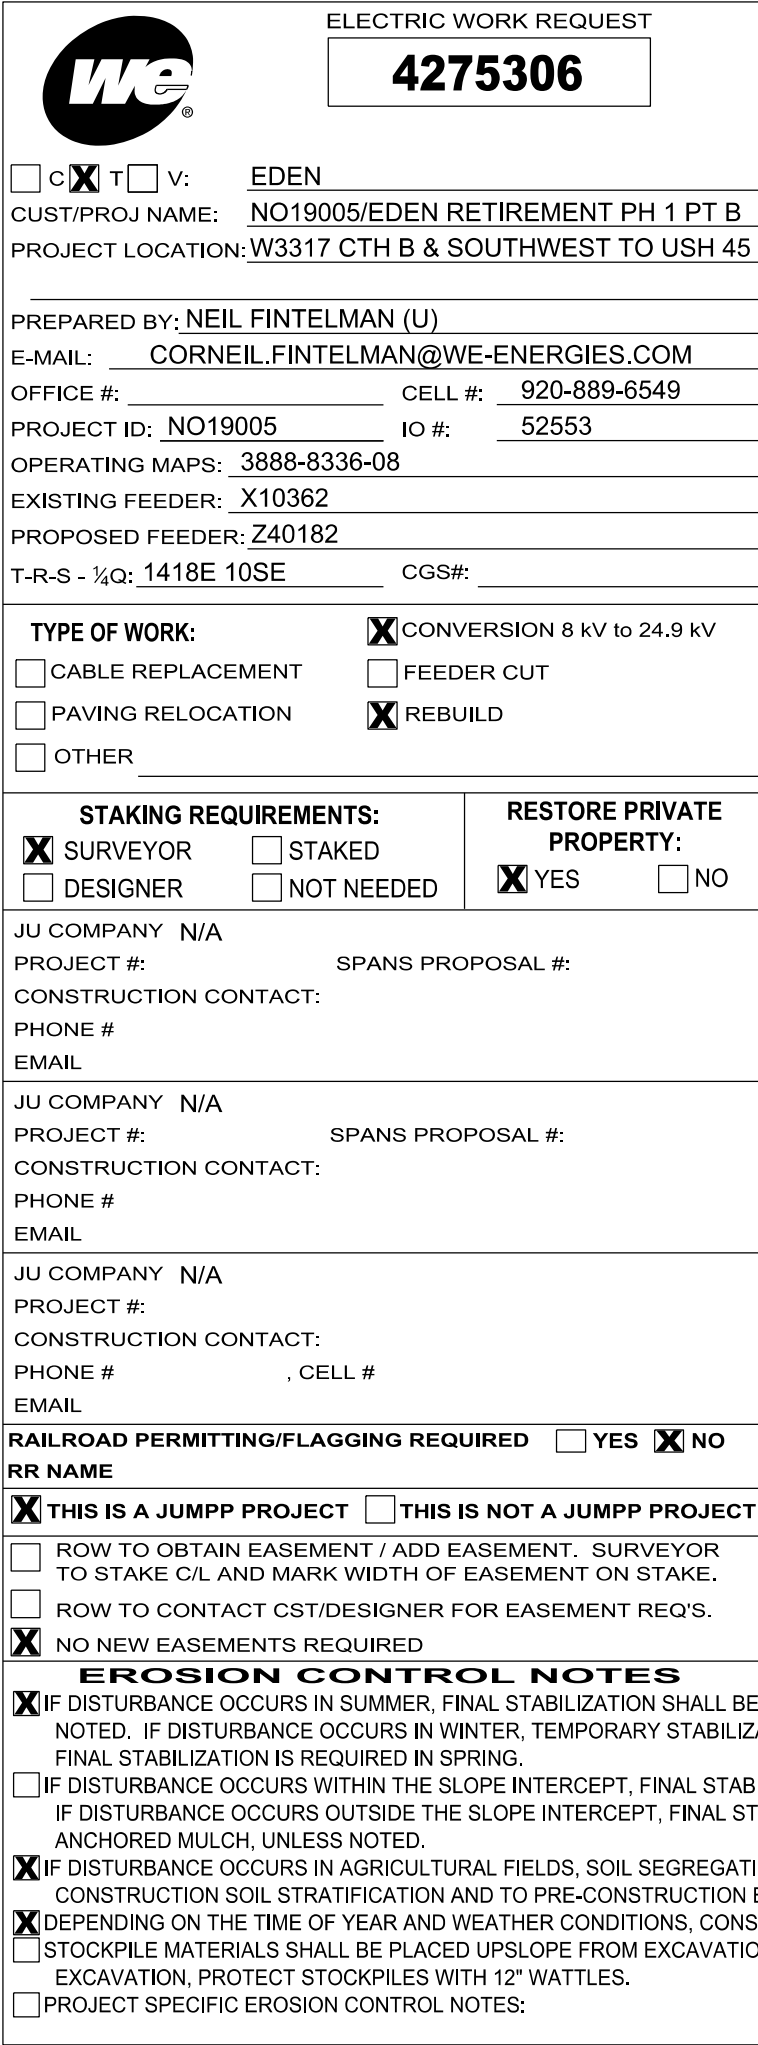 ELECTRIC WORK REQUEST
we®
4275306
C X T V: EDEN
CUST/PROJ NAME: NO19005/EDEN RETIREMENT PH 1 PT B
PROJECT LOCATION: W3317 CTH B & SOUTHWEST TO USH 45
PREPARED BY: NEIL FINTELMAN (U)
E-MAIL: CORNEIL.FINTELMAN@WE-ENERGIES.COM
OFFICE #: CELL #: 920-889-6549
PROJECT ID: NO19005 IO #: 52553
OPERATING MAPS: 3888-8336-08
EXISTING FEEDER: X10362
PROPOSED FEEDER: Z40182
T-R-S - ¼Q: 1418E 10SE CGS#:
TYPE OF WORK: X CONVERSION 8 kV to 24.9 kV
CABLE REPLACEMENT FEEDER CUT
PAVING RELOCATION X REBUILD
OTHER
STAKING REQUIREMENTS:
X SURVEYOR STAKED
DESIGNER NOT NEEDED
RESTORE PRIVATE
PROPERTY:
X YES NO
JU COMPANY N/A
PROJECT #: SPANS PROPOSAL #:
CONSTRUCTION CONTACT:
PHONE #
EMAIL
JU COMPANY N/A
PROJECT #: SPANS PROPOSAL #:
CONSTRUCTION CONTACT:
PHONE #
EMAIL
JU COMPANY N/A
PROJECT #:
CONSTRUCTION CONTACT:
PHONE # , CELL #
EMAIL
RAILROAD PERMITTING/FLAGGING REQUIRED YES X NO
RR NAME
X THIS IS A JUMPP PROJECT THIS IS NOT A JUMPP PROJECT
ROW TO OBTAIN EASEMENT / ADD EASEMENT. SURVEYOR
TO STAKE C/L AND MARK WIDTH OF EASEMENT ON STAKE.
ROW TO CONTACT CST/DESIGNER FOR EASEMENT REQ'S.
X NO NEW EASEMENTS REQUIRED
EROSION CONTROL NOTES
X IF DISTURBANCE OCCURS IN SUMMER, FINAL STABILIZATION SHALL BE
NOTED. IF DISTURBANCE OCCURS IN WINTER, TEMPORARY STABILIZA
FINAL STABILIZATION IS REQUIRED IN SPRING.
IF DISTURBANCE OCCURS WITHIN THE SLOPE INTERCEPT, FINAL STAB
IF DISTURBANCE OCCURS OUTSIDE THE SLOPE INTERCEPT, FINAL ST
ANCHORED MULCH, UNLESS NOTED.
X IF DISTURBANCE OCCURS IN AGRICULTURAL FIELDS, SOIL SEGREGATI
CONSTRUCTION SOIL STRATIFICATION AND TO PRE-CONSTRUCTION E
X DEPENDING ON THE TIME OF YEAR AND WEATHER CONDITIONS, CONS
STOCKPILE MATERIALS SHALL BE PLACED UPSLOPE FROM EXCAVATIO
EXCAVATION, PROTECT STOCKPILES WITH 12" WATTLES.
PROJECT SPECIFIC EROSION CONTROL NOTES: